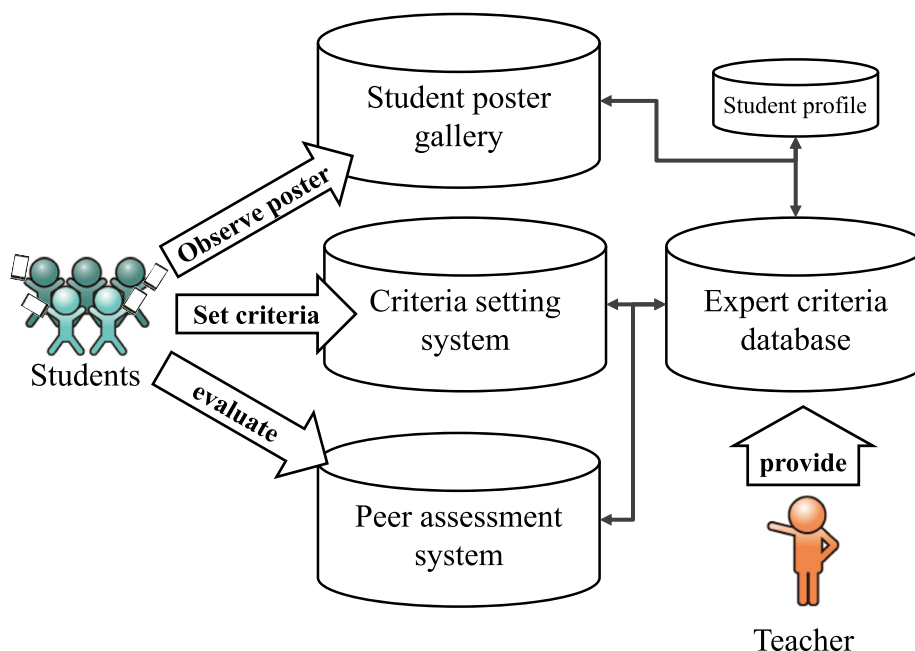 Student poster
gallery
Student profile
Observe poster
Set criteria
Criteria setting
system
Expert criteria
database
Students
evaluate
Peer assessment
system
provide
Teacher